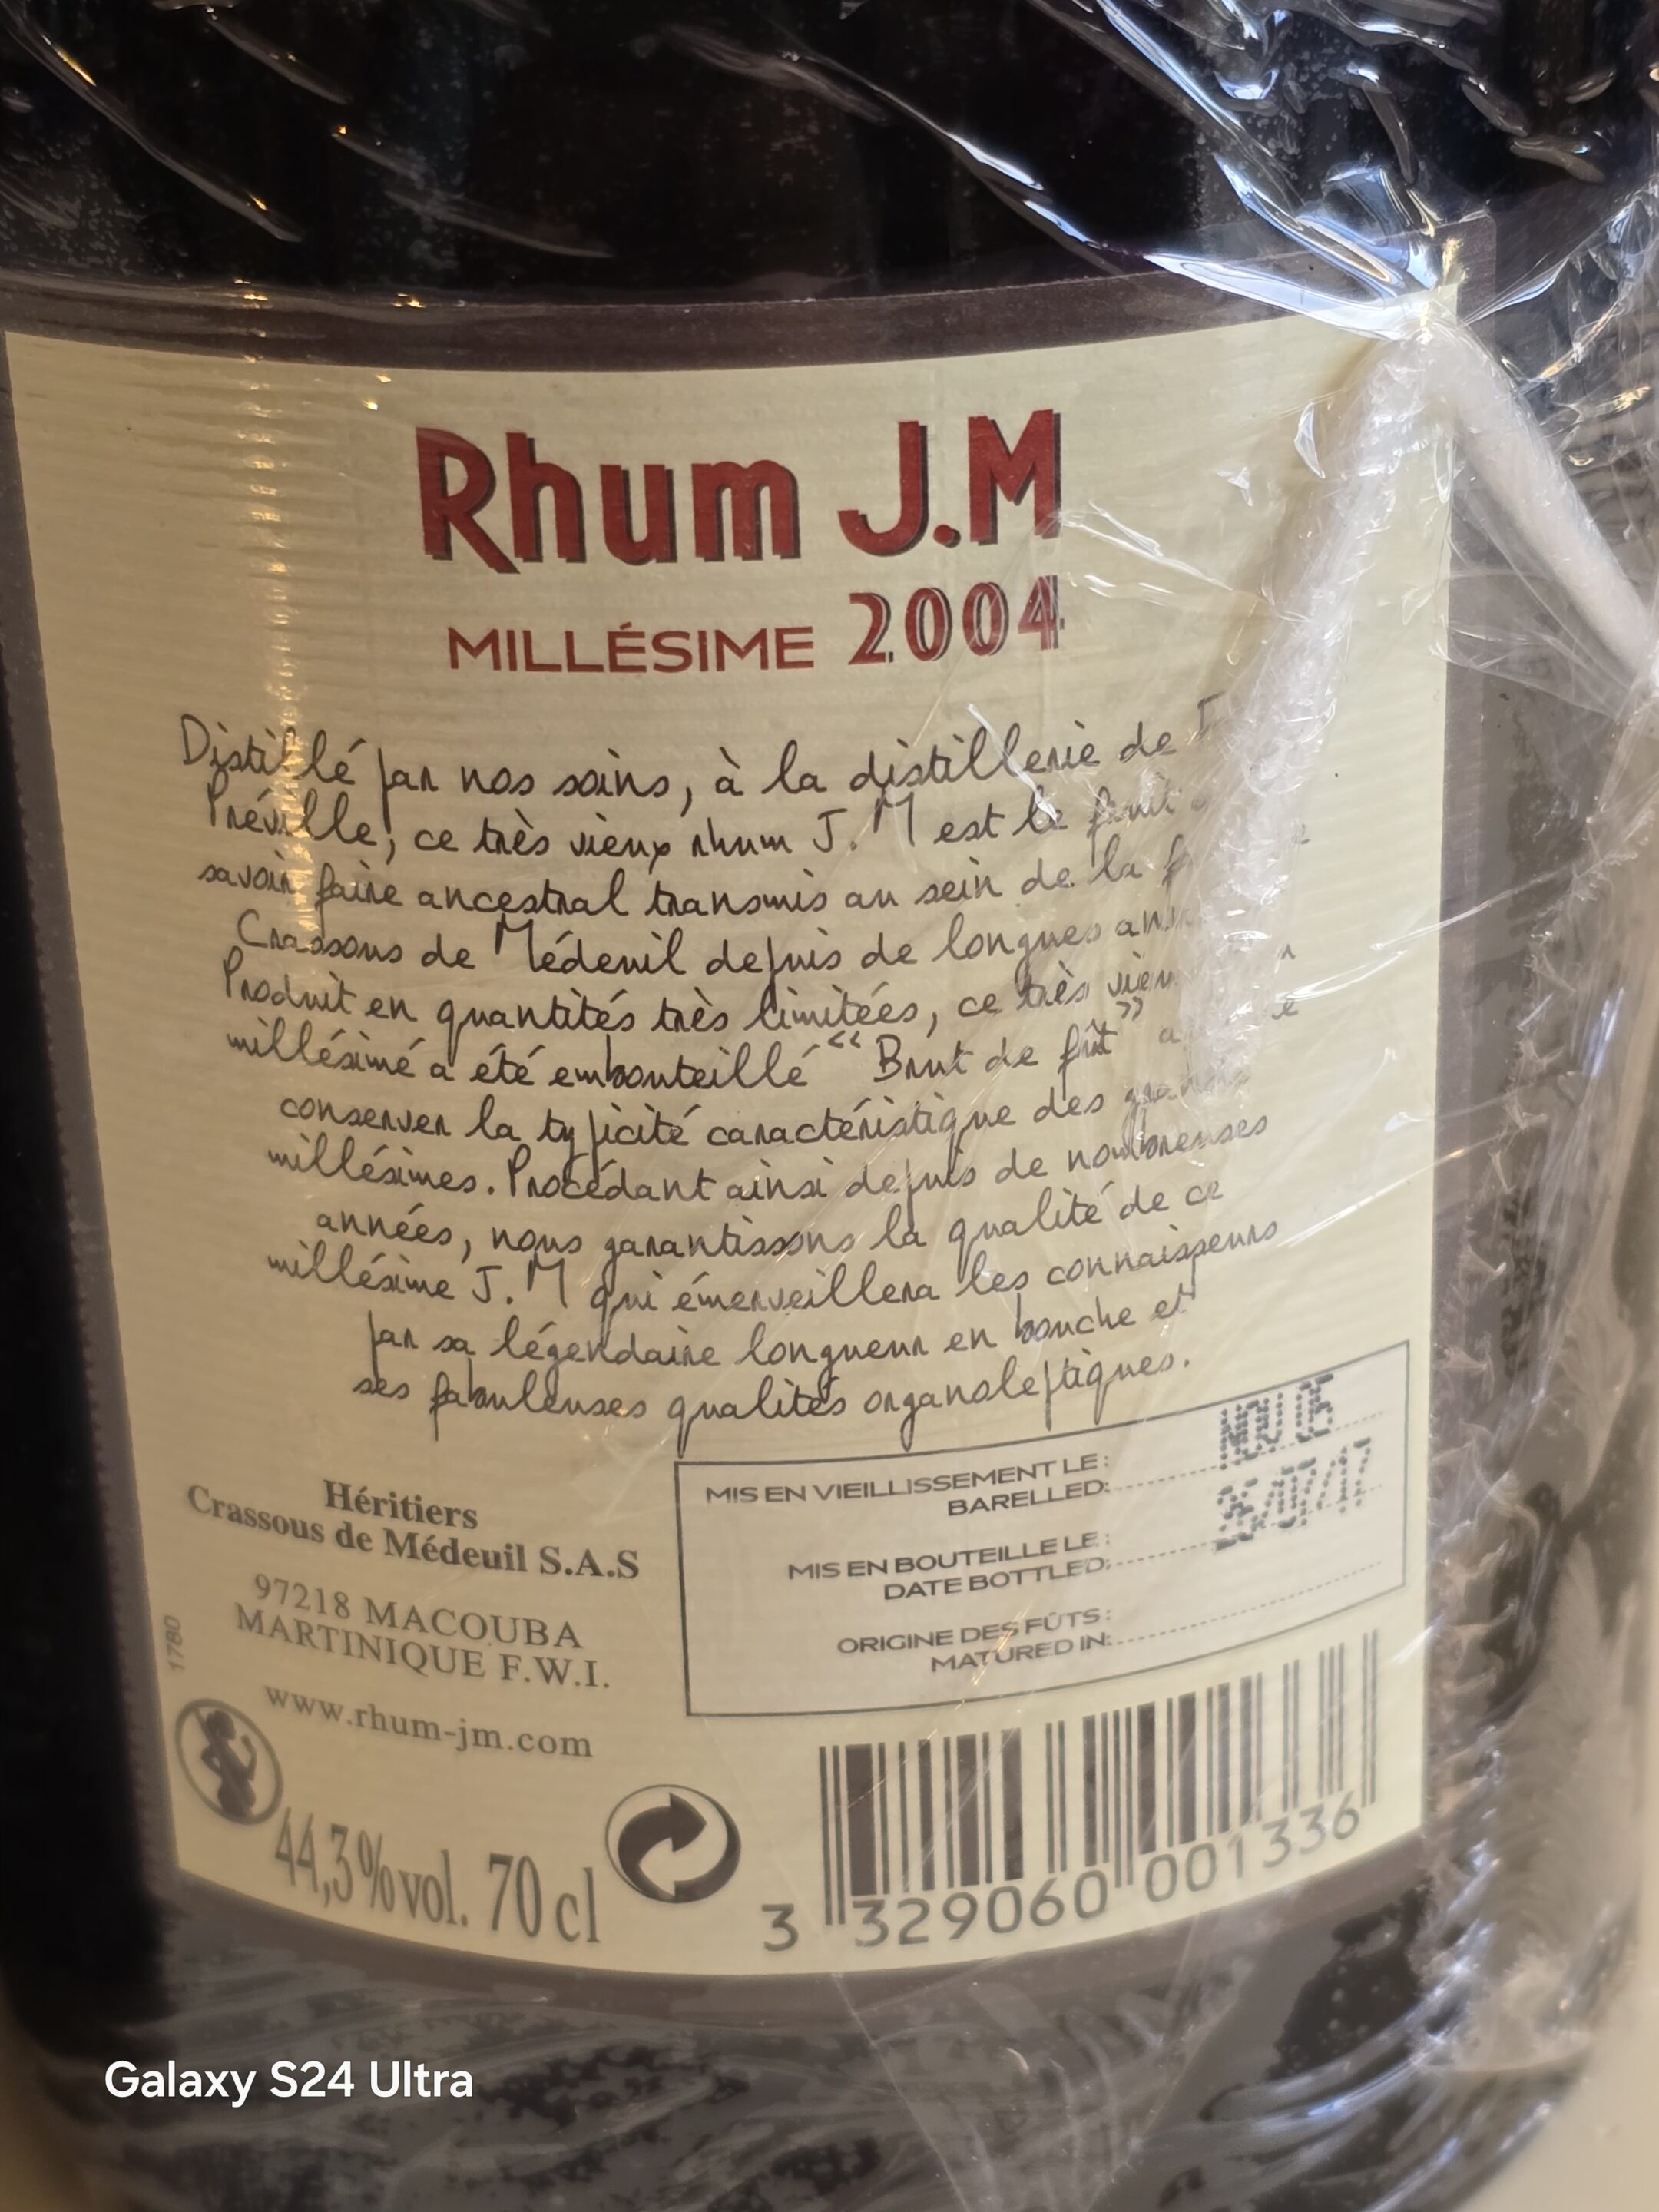 Rhum J.M
MILLÉSIME 2004
Distillé par nos soins, à la distillerie de
Préville, ce très vieux rhum J.M est le fruit
savoir faire ancestral transmis au sein de la
Crassous de Médeuil depuis de longues
Produit en quantités très limitées, ce très
millésimé a été embouteillé “Brut de fût”
conserver la typicité caractéristique des grands
millésimes. Procédant ainsi depuis de nombreuses
années, nous garantissons la qualité de ce
millésime J.M qui émerveillera les connaisseurs
par sa légendaire longueur en bouche et
ses fabuleuses qualités organoleptiques.
Héritiers
Crassous de Médeuil S.A.S
97218 MACOUBA
MARTINIQUE F.W.I.
www.rhum-jm.com
1780
MIS EN VIEILLISSEMENT LE :
BARELLED:
MIS EN BOUTEILLE LE :
DATE BOTTLED:
ORIGINE DES FÛTS :
MATURED IN:
44,3%vol. 70 cl
3 329060 001336
Galaxy S24 Ultra